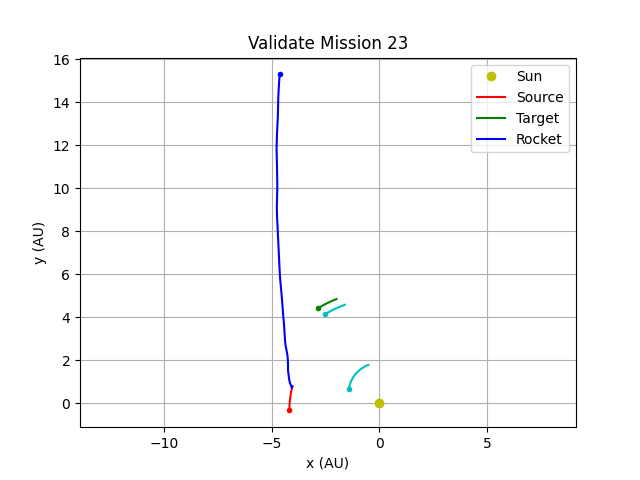 Validate Mission 23
Sun
Source
Target
Rocket
16
14
12
10
8
6
4
2
0
y (AU)
−10
−5
0
5
x (AU)